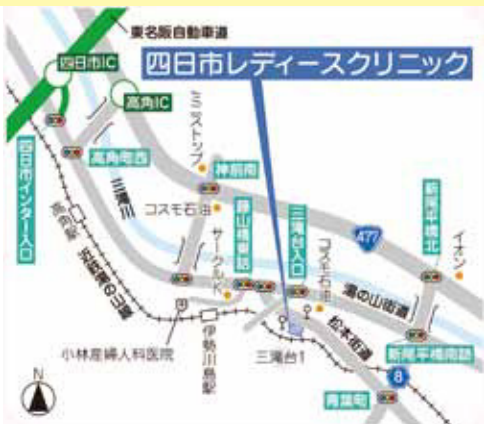 東名阪自動車道
四日市IC
四日市レディースクリニック
高角IC
四日市インター入口
高角町西
三滝川
ミニストップ
神前南
高角駅
コスモ石油
サークルK
三滝台入口
コスモ石油
477
新尾平橋北
イオン
湯の山街道
近鉄湯の山線
小林産婦人科医院
伊勢川島駅
三滝台1
松本街道
新尾平橋南詰
8
青葉町
N